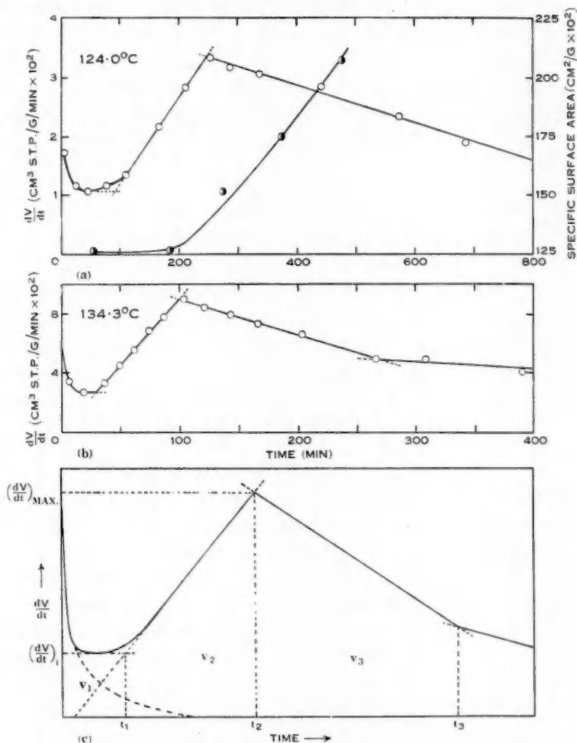 4
3
2
1
0
dV/dt (CM³ S.T.P./G/MIN × 10²)
124·0°C
225
200
175
150
125
SPECIFIC SURFACE AREA (CM²/G × 10²)
(a)
0
200
400
600
800
8
4
0
dV/dt (CM³ S.T.P./G/MIN × 10²)
134·3°C
(b)
0
100
200
300
400
TIME (MIN)
(dV/dt)MAX.
dV/dt
(dV/dt)i
V₁
V₂
V₃
t₁
t₂
t₃
(c)
TIME